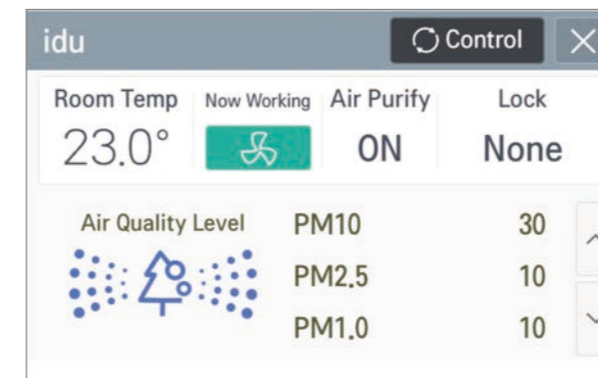 idu
Control
Room Temp Now Working Air Purify Lock
23.0° ON None
Air Quality Level PM10 30
PM2.5 10
PM1.0 10